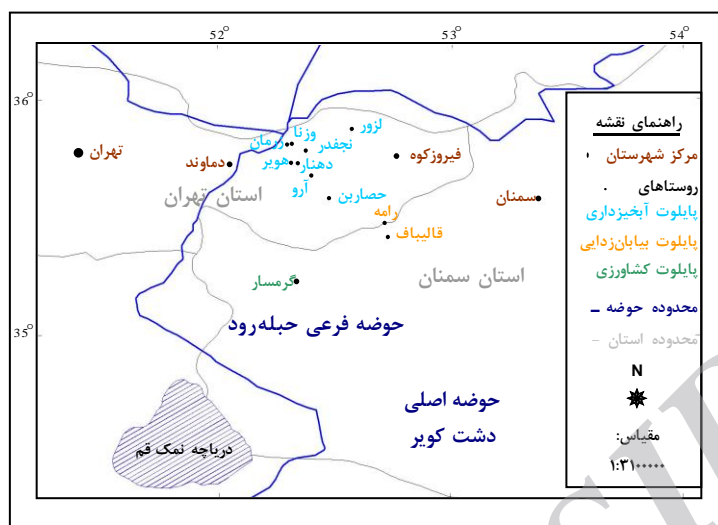 52°
53°
54°
36°
35°
لزور
وزنا
زرمان
نجفدر
تهران
دماوند
هویر
دهنار
فیروزکوه
آرو
استان تهران
حصاربن
سمنان
رامه
قالیباف
استان سمنان
گرمسار
حوضه فرعی حبله‌رود
حوضه اصلی
دشت کویر
دریاچه نمک قم
راهنمای نقشه
مرکز شهرستان
روستاهای
پایلوت آبخیزداری
پایلوت بیابان‌زدایی
پایلوت کشاورزی
محدوده حوضه
محدوده استان
N
مقیاس:
۱:۳۱۰۰۰۰۰